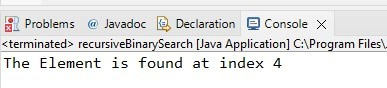 Problems @ Javadoc Declaration Console
<terminated> recursiveBinarySearch [Java Application] C:\Program Files\
The Element is found at index 4